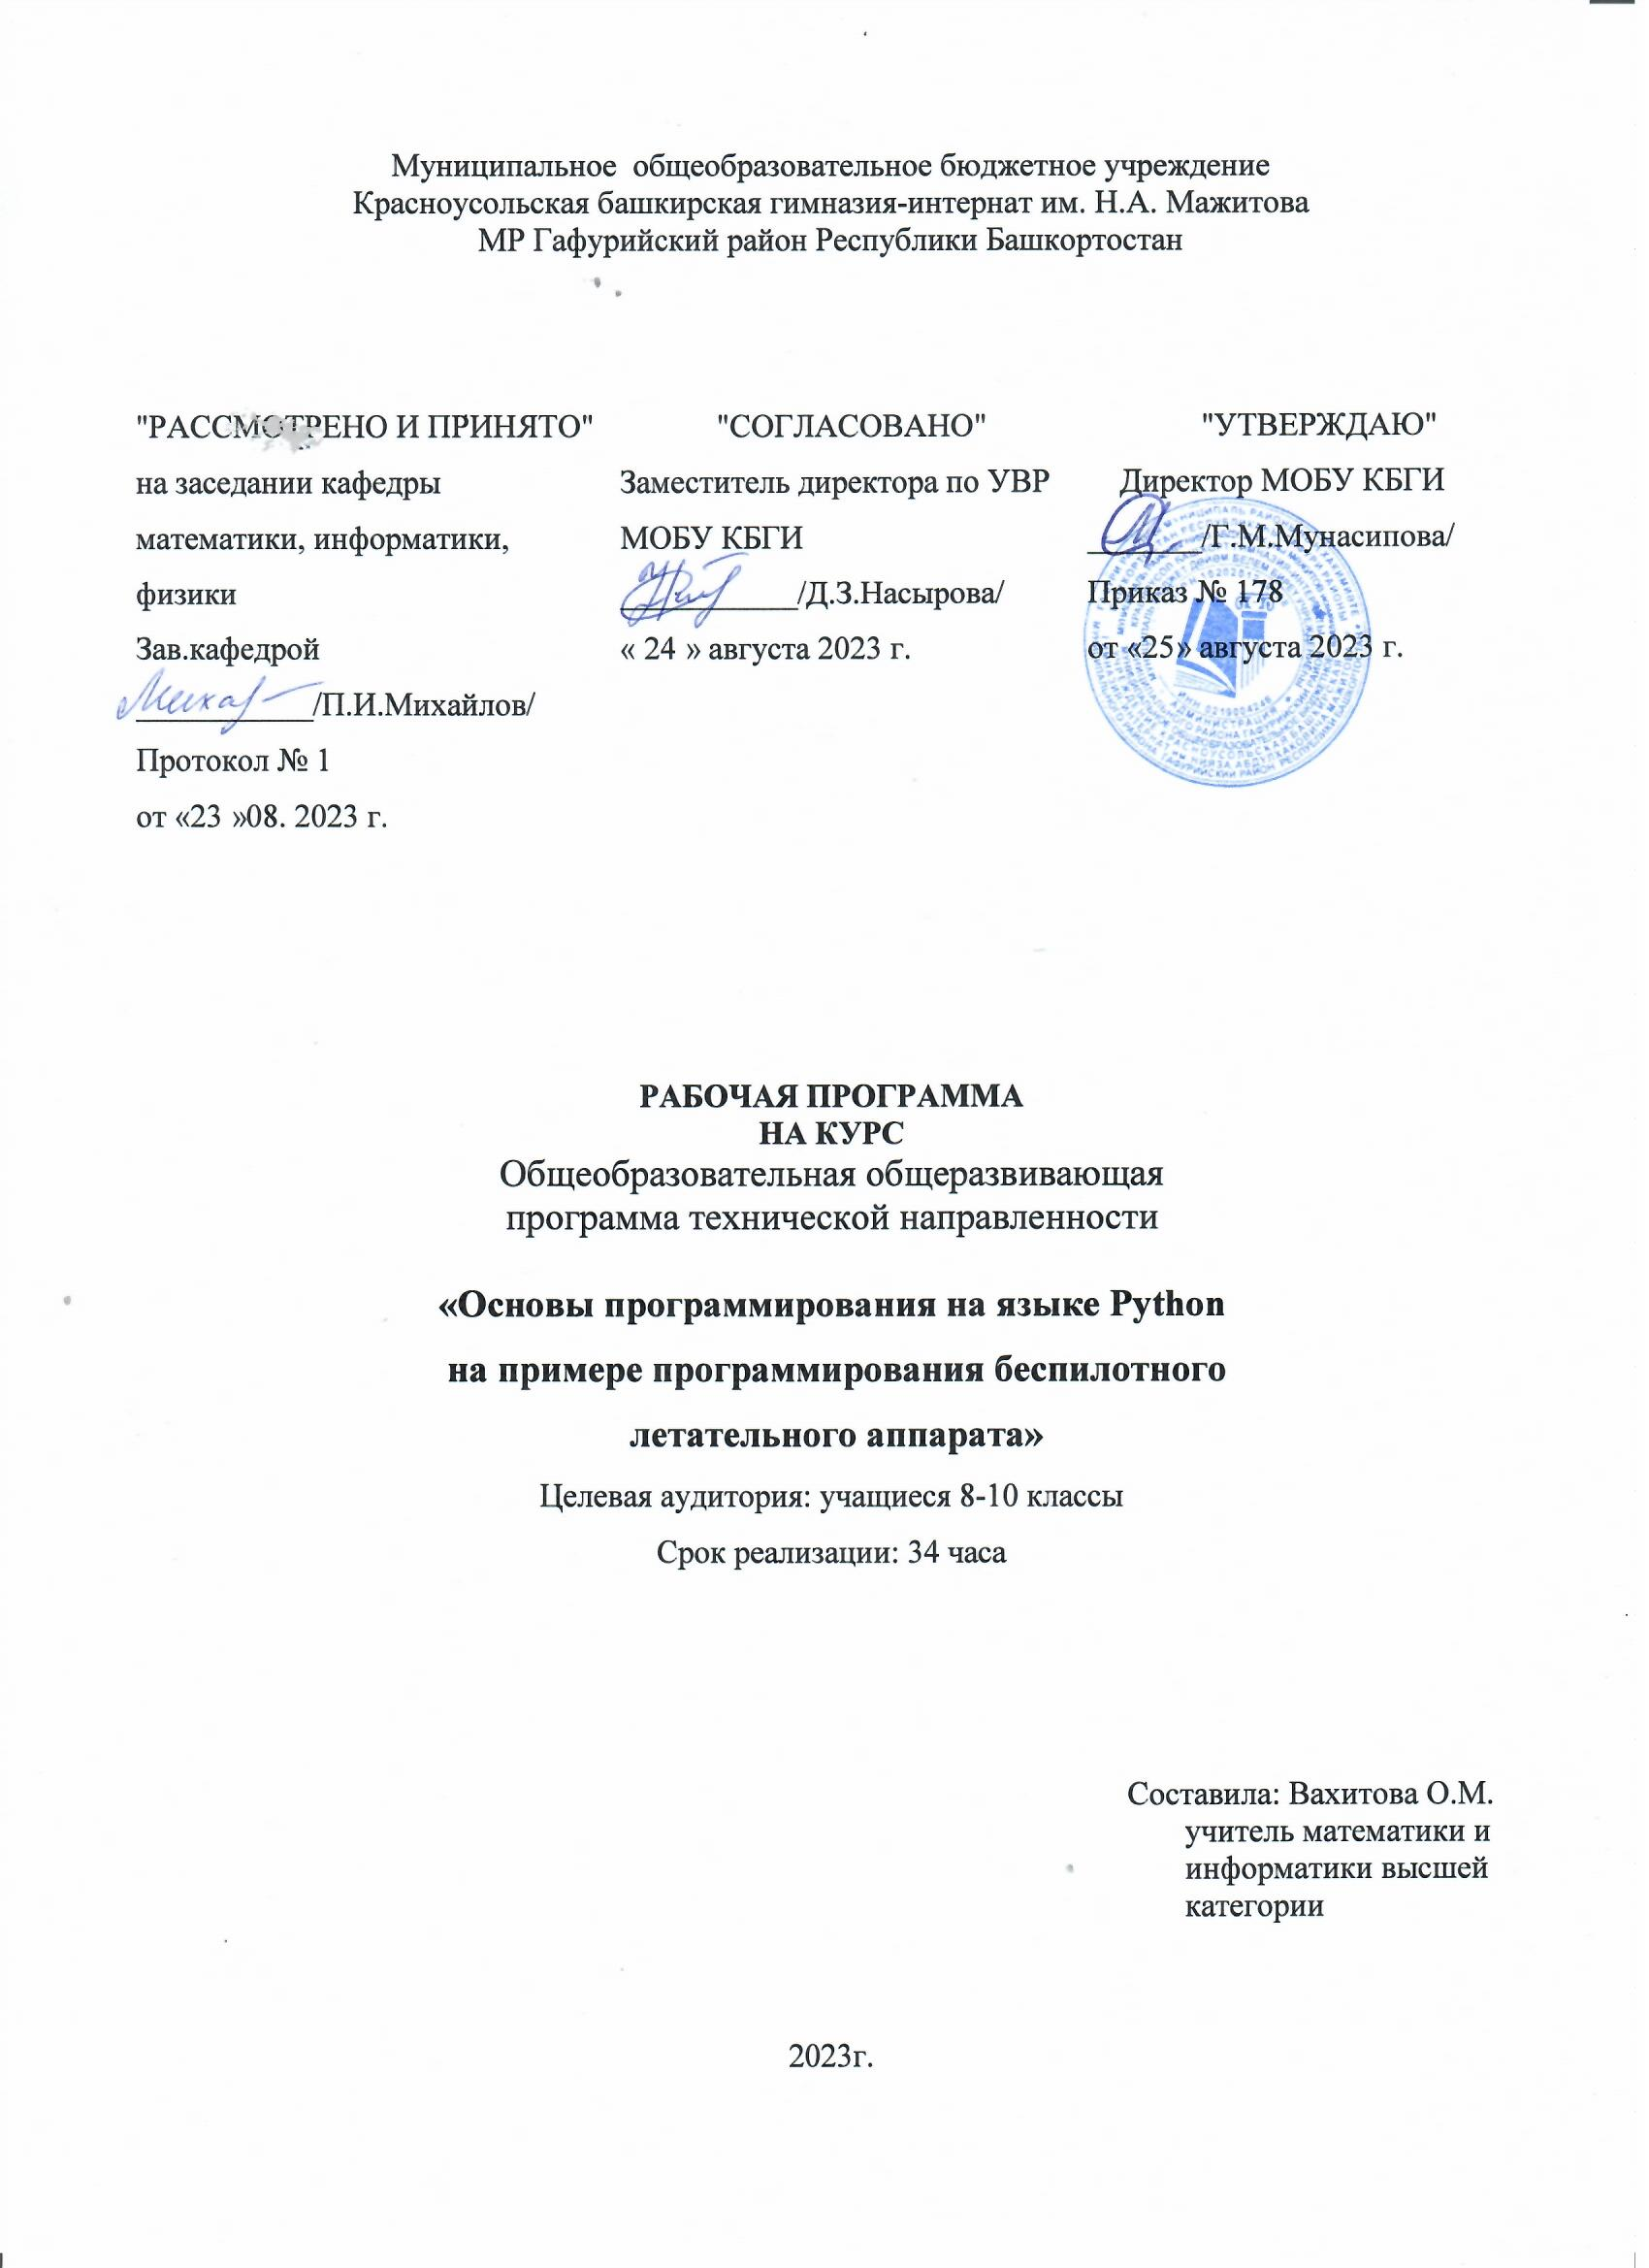 Муниципальное общеобразовательное бюджетное учреждение
Красноусольская башкирская гимназия-интернат им. Н.А. Мажитова
МР Гафурийский район Республики Башкортостан
"РАССМОТРЕНО И ПРИНЯТО"
на заседании кафедры
математики, информатики,
физики
Зав.кафедрой
___________/П.И.Михайлов/
Протокол № 1
от «23 »08. 2023 г.
"СОГЛАСОВАНО"
Заместитель директора по УВР
МОБУ КБГИ
___________/Д.З.Насырова/
« 24 » августа 2023 г.
"УТВЕРЖДАЮ"
Директор МОБУ КБГИ
_______/Г.М.Мунасипова/
Приказ № 178
от «25» августа 2023 г.
РАБОЧАЯ ПРОГРАММА
НА КУРС
Общеобразовательная общеразвивающая
программа технической направленности
«Основы программирования на языке Python
на примере программирования беспилотного
летательного аппарата»
Целевая аудитория: учащиеся 8-10 классы
Срок реализации: 34 часа
Составила: Вахитова О.М.
учитель математики и
информатики высшей
категории
2023г.